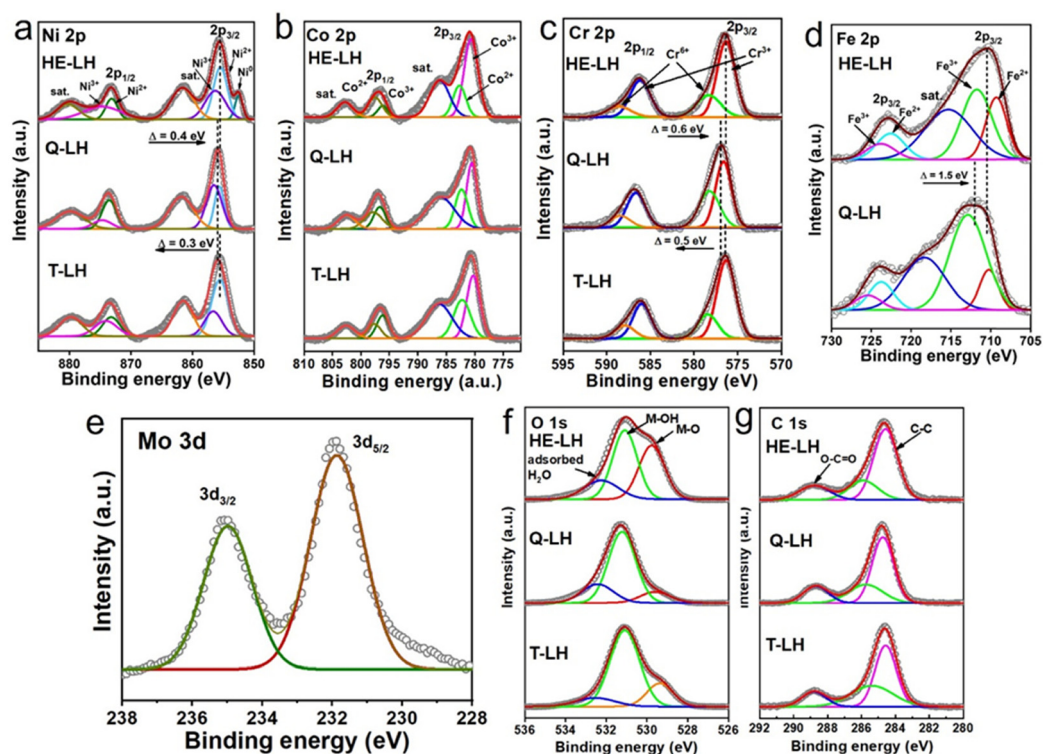 a
Ni 2p
HE-LH
2p3/2
Ni3+
Ni2+
Ni0
sat.
Ni3+
2p1/2
Ni2+
sat.
Δ = 0.4 eV
Q-LH
Δ = 0.3 eV
T-LH
Intensity (a.u.)
880 870 860 850
Binding energy (eV)
b
Co 2p
HE-LH
2p3/2
Co3+
Co2+
sat.
sat.
Co2+
2p1/2
Co3+
Q-LH
T-LH
Intensity (a.u.)
810 804 795 785 780 775
Binding energy (a.u.)
c
Cr 2p
HE-LH
2p3/2
2p1/2
Cr6+
Cr3+
Δ = 0.6 eV
Q-LH
Δ = 0.5 eV
T-LH
Intensity (a.u.)
595 590 585 580 575 570
Binding energy (eV)
d
Fe 2p
HE-LH
2p3/2
Fe2+
Fe3+
sat.
2p3/2
Fe3+
Fe2+
Δ = 1.5 eV
Q-LH
Intensity (a.u.)
730 725 720 715 710 705
Binding energy (eV)
e
Mo 3d
3d5/2
3d3/2
Intensity (a.u.)
238 236 234 232 230 228
Binding energy (eV)
f
O 1s
HE-LH
M-OH
M-O
adsorbed
H2O
Q-LH
T-LH
Intensity (a.u.)
536 534 532 530 528 526
Binding energy (eV)
g
C 1s
HE-LH
C-C
O-C=O
Q-LH
T-LH
Intensity (a.u.)
292 290 288 286 284 282 280
Binding energy (eV)